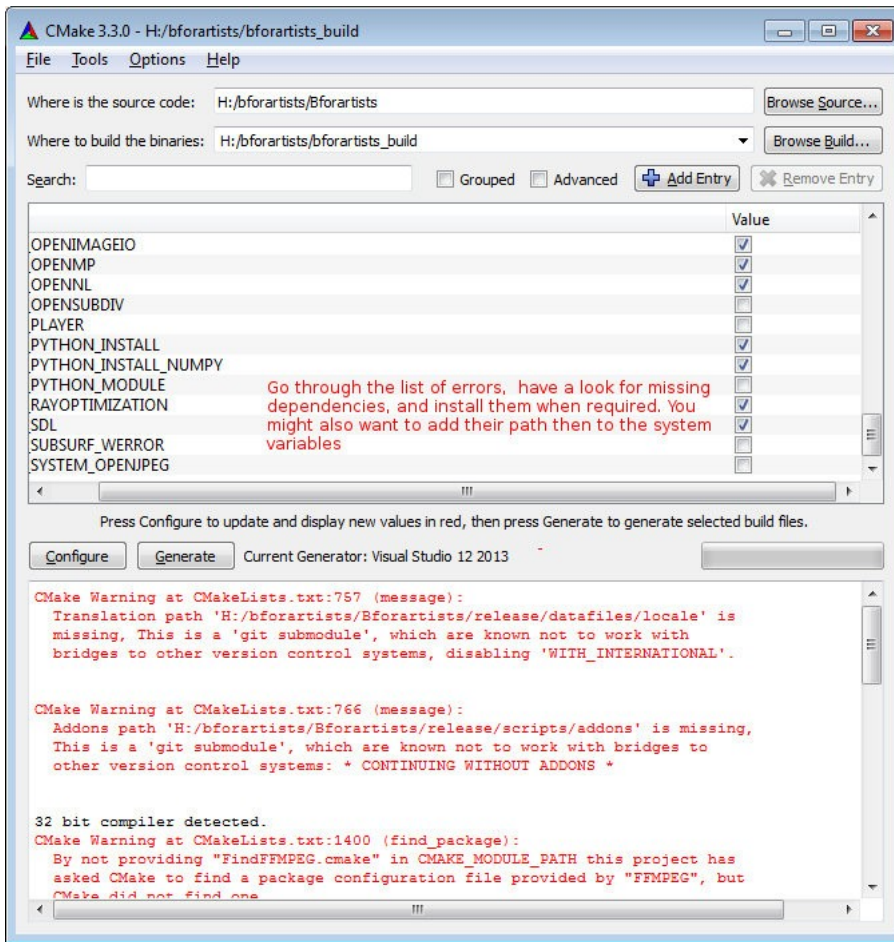 CMake 3.3.0 - H:/bforartists/bforartists_build
File Tools Options Help
Where is the source code: H:/bforartists/Bforartists Browse Source...
Where to build the binaries: H:/bforartists/bforartists_build Browse Build...
Search: Grouped Advanced Add Entry Remove Entry
Value
OPENIMAGEIO
OPENMP
OPENNL
OPENSUBDIV
PLAYER
PYTHON_INSTALL
PYTHON_INSTALL_NUMPY
PYTHON_MODULE
RAYOPTIMIZATION
SDL
SUBSURF_WERROR
SYSTEM_OPENJPEG
Go through the list of errors, have a look for missing
dependencies, and install them when required. You
might also want to add their path then to the system
variables
Press Configure to update and display new values in red, then press Generate to generate selected build files.
Configure Generate Current Generator: Visual Studio 12 2013 -
CMake Warning at CMakeLists.txt:757 (message):
Translation path 'H:/bforartists/Bforartists/release/datafiles/locale' is
missing, This is a 'git submodule', which are known not to work with
bridges to other version control systems, disabling 'WITH_INTERNATIONAL'.
CMake Warning at CMakeLists.txt:766 (message):
Addons path 'H:/bforartists/Bforartists/release/scripts/addons' is missing,
This is a 'git submodule', which are known not to work with bridges to
other version control systems: * CONTINUING WITHOUT ADDONS *
32 bit compiler detected.
CMake Warning at CMakeLists.txt:1400 (find_package):
By not providing "FindFFMPEG.cmake" in CMAKE_MODULE_PATH this project has
asked CMake to find a package configuration file provided by "FFMPEG", but
CMake did not find one.